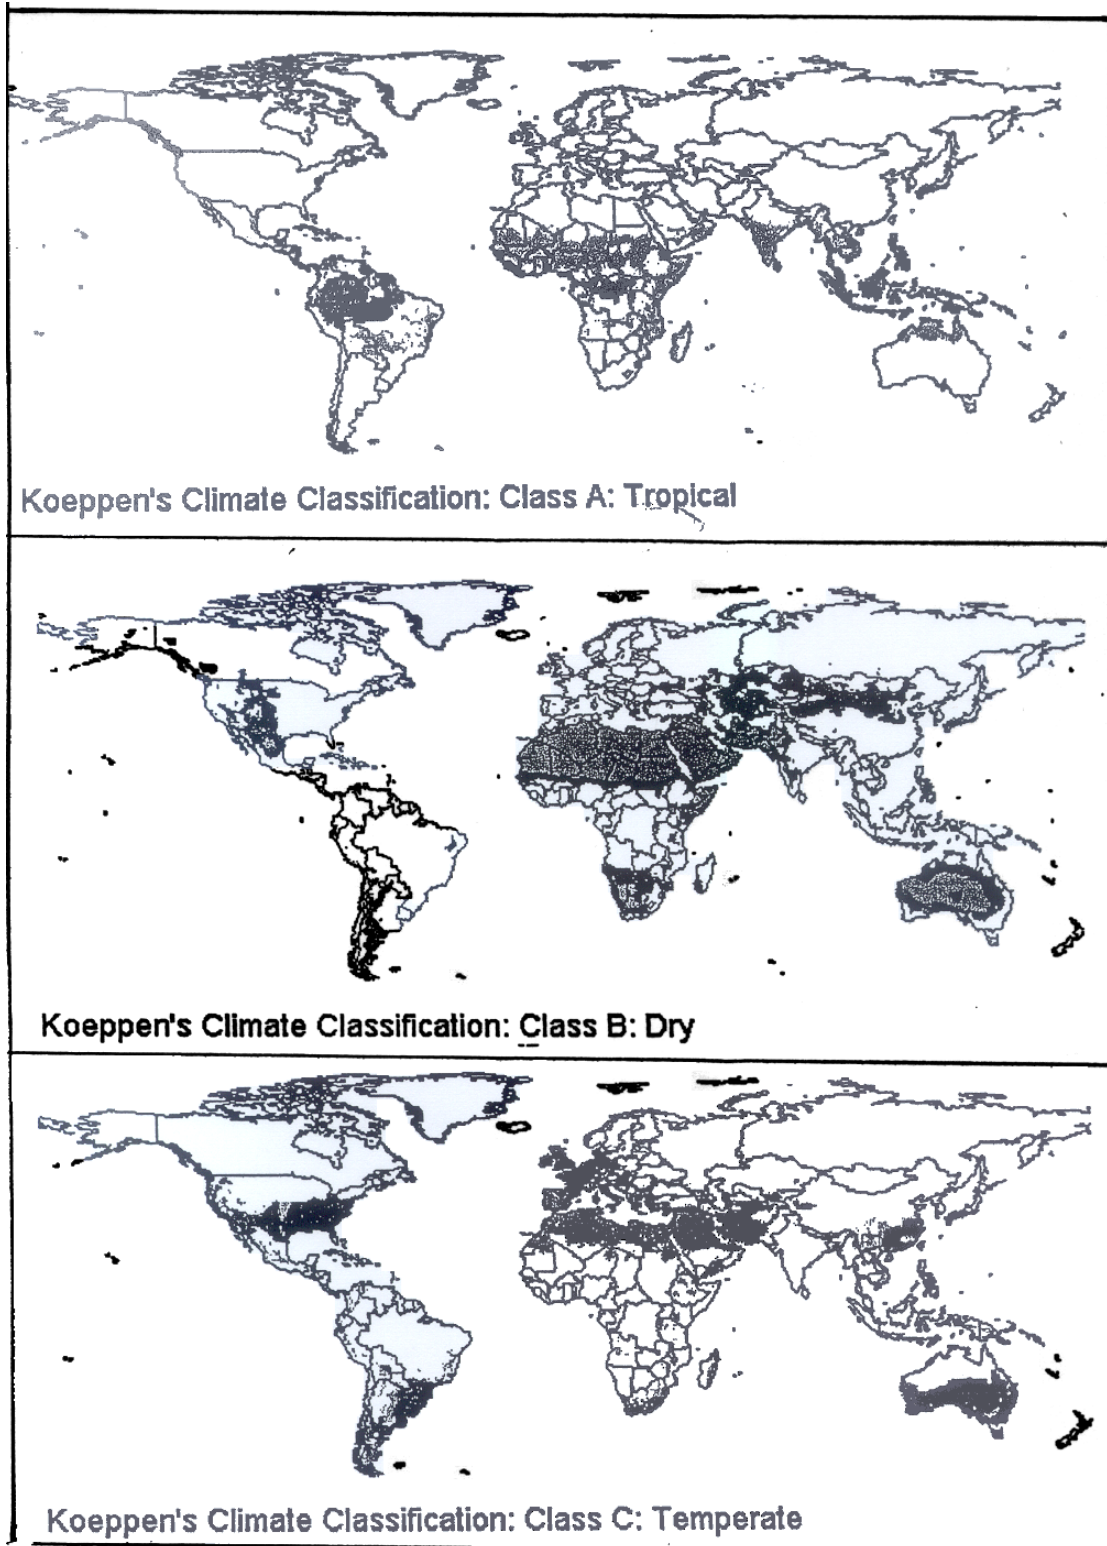 Koeppen's Climate Classification: Class A: Tropical
Koeppen's Climate Classification: Class B: Dry
Koeppen's Climate Classification: Class C: Temperate